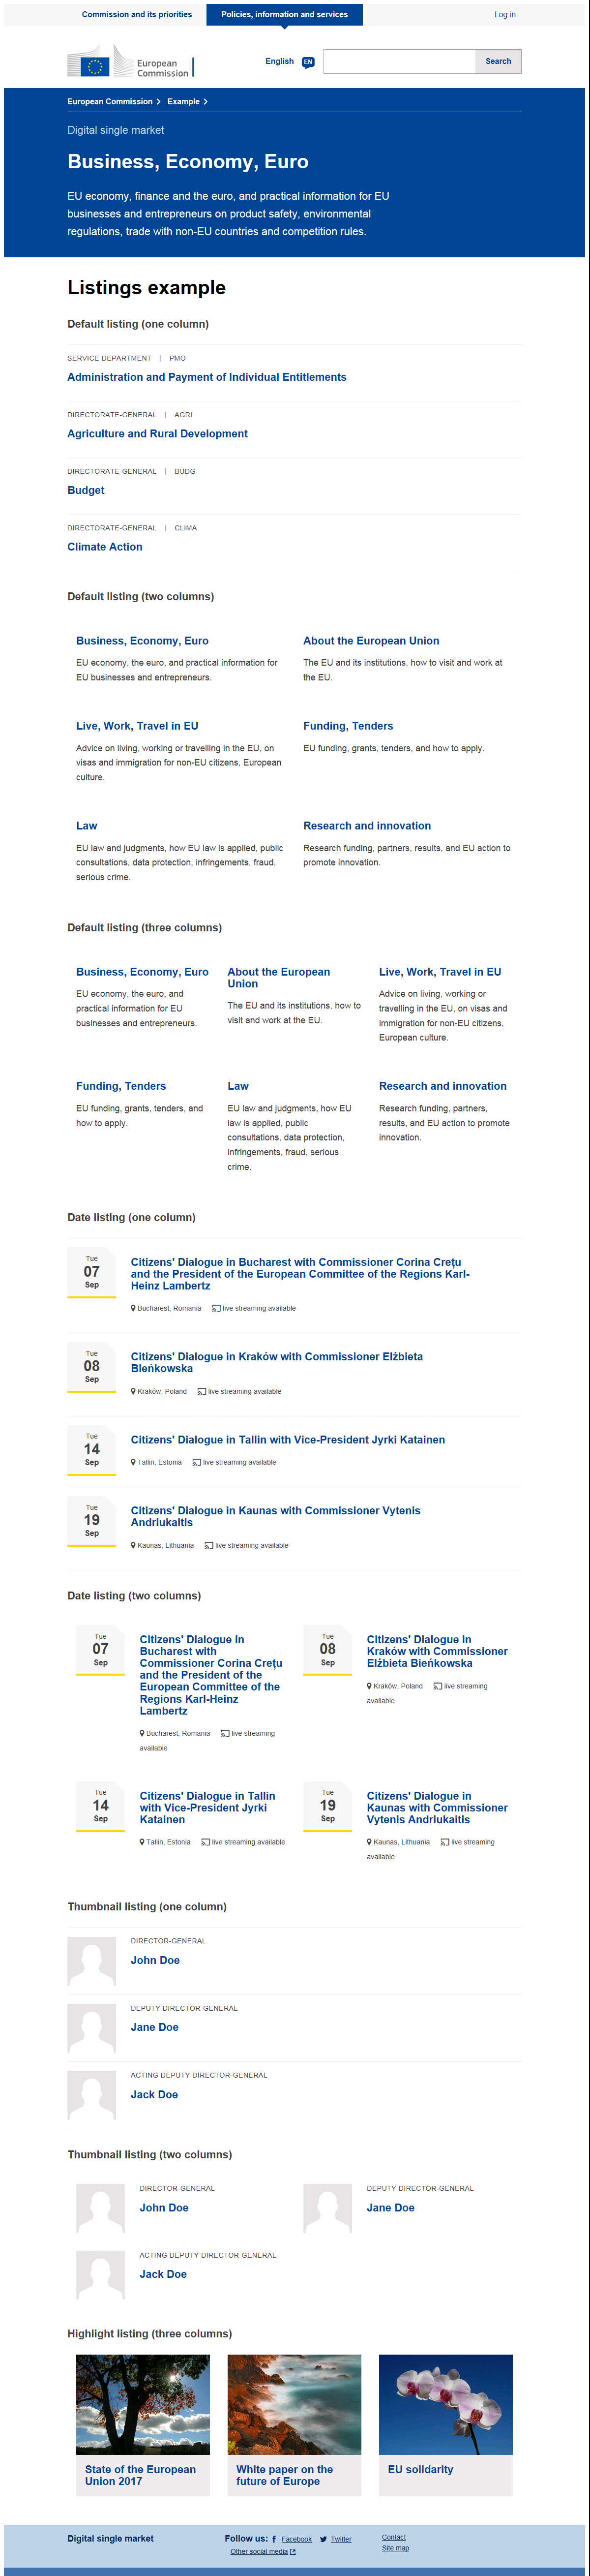 Commission and its priorities
Policies, information and services
Log in
European
Commission
English EN
Search
European Commission > Example >
Digital single market
Business, Economy, Euro
EU economy, finance and the euro, and practical information for EU
businesses and entrepreneurs on product safety, environmental
regulations, trade with non-EU countries and competition rules.
Listings example
Default listing (one column)
SERVICE DEPARTMENT | PMO
Administration and Payment of Individual Entitlements
DIRECTORATE-GENERAL | AGRI
Agriculture and Rural Development
DIRECTORATE-GENERAL | BUDG
Budget
DIRECTORATE-GENERAL | CLIMA
Climate Action
Default listing (two columns)
Business, Economy, Euro
EU economy, the euro, and practical information for
EU businesses and entrepreneurs.
About the European Union
The EU and its institutions, how to visit and work at
the EU.
Live, Work, Travel in EU
Advice on living, working or travelling in the EU, on
visas and immigration for non-EU citizens, European
culture.
Funding, Tenders
EU funding, grants, tenders, and how to apply.
Law
EU law and judgments, how EU law is applied, public
consultations, data protection, infringements, fraud,
serious crime.
Research and innovation
Research funding, partners, results, and EU action to
promote innovation.
Default listing (three columns)
Business, Economy, Euro
EU economy, the euro, and
practical information for EU
businesses and entrepreneurs.
About the European
Union
The EU and its institutions, how to
visit and work at the EU.
Live, Work, Travel in EU
Advice on living, working or
travelling in the EU, on visas and
immigration for non-EU citizens,
European culture.
Funding, Tenders
EU funding, grants, tenders, and
how to apply.
Law
EU law and judgments, how EU
law is applied, public
consultations, data protection,
infringements, fraud, serious
crime.
Research and innovation
Research funding, partners,
results, and EU action to promote
innovation.
Date listing (one column)
Tue
07
Sep
Citizens' Dialogue in Bucharest with Commissioner Corina Crețu
and the President of the European Committee of the Regions Karl-
Heinz Lambertz
Bucharest, Romania live streaming available
Tue
08
Sep
Citizens' Dialogue in Kraków with Commissioner Elżbieta
Bieńkowska
Kraków, Poland live streaming available
Tue
14
Sep
Citizens' Dialogue in Tallin with Vice-President Jyrki Katainen
Tallin, Estonia live streaming available
Tue
19
Sep
Citizens' Dialogue in Kaunas with Commissioner Vytenis
Andriukaitis
Kaunas, Lithuania live streaming available
Date listing (two columns)
Tue
07
Sep
Citizens' Dialogue in
Bucharest with
Commissioner Corina Crețu
and the President of the
European Committee of the
Regions Karl-Heinz
Lambertz
Bucharest, Romania live streaming
available
Tue
08
Sep
Citizens' Dialogue in
Kraków with Commissioner
Elżbieta Bieńkowska
Kraków, Poland live streaming
available
Tue
14
Sep
Citizens' Dialogue in Tallin
with Vice-President Jyrki
Katainen
Tallin, Estonia live streaming available
Tue
19
Sep
Citizens' Dialogue in
Kaunas with Commissioner
Vytenis Andriukaitis
Kaunas, Lithuania live streaming
available
Thumbnail listing (one column)
DIRECTOR-GENERAL
John Doe
DEPUTY DIRECTOR-GENERAL
Jane Doe
ACTING DEPUTY DIRECTOR-GENERAL
Jack Doe
Thumbnail listing (two columns)
DIRECTOR-GENERAL
John Doe
DEPUTY DIRECTOR-GENERAL
Jane Doe
ACTING DEPUTY DIRECTOR-GENERAL
Jack Doe
Highlight listing (three columns)
State of the European
Union 2017
White paper on the
future of Europe
EU solidarity
Digital single market
Follow us: Facebook Twitter
Other social media
Contact
Site map